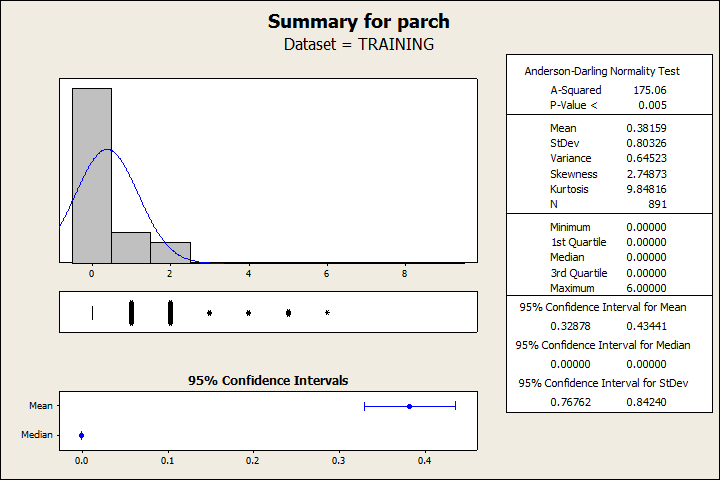 Summary for parch
Dataset = TRAINING
0 2 4 6 8
95% Confidence Intervals
Mean
Median
0.0 0.1 0.2 0.3 0.4
Anderson-Darling Normality Test
A-Squared 175.06
P-Value < 0.005
Mean 0.38159
StDev 0.80326
Variance 0.64523
Skewness 2.74873
Kurtosis 9.84816
N 891
Minimum 0.00000
1st Quartile 0.00000
Median 0.00000
3rd Quartile 0.00000
Maximum 6.00000
95% Confidence Interval for Mean
0.32878 0.43441
95% Confidence Interval for Median
0.00000 0.00000
95% Confidence Interval for StDev
0.76762 0.84240